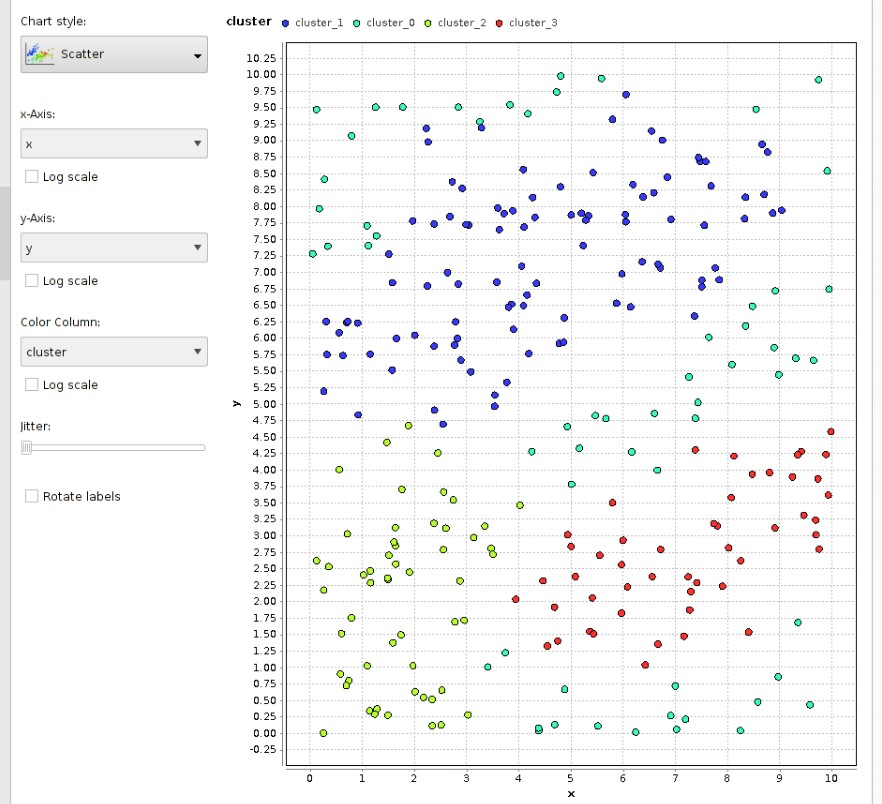 Chart style:
Scatter
x-Axis:
x
Log scale
y-Axis:
y
Log scale
Color Column:
cluster
Log scale
Jitter:
Rotate labels
cluster cluster_1 cluster_0 cluster_2 cluster_3
10.25
10.00
9.75
9.50
9.25
9.00
8.75
8.50
8.25
8.00
7.75
7.50
7.25
7.00
6.75
6.50
6.25
6.00
5.75
5.50
5.25
5.00
4.75
4.50
4.25
4.00
3.75
3.50
3.25
3.00
2.75
2.50
2.25
2.00
1.75
1.50
1.25
1.00
0.75
0.50
0.25
0.00
-0.25
y
0 1 2 3 4 5 6 7 8 9 10
x